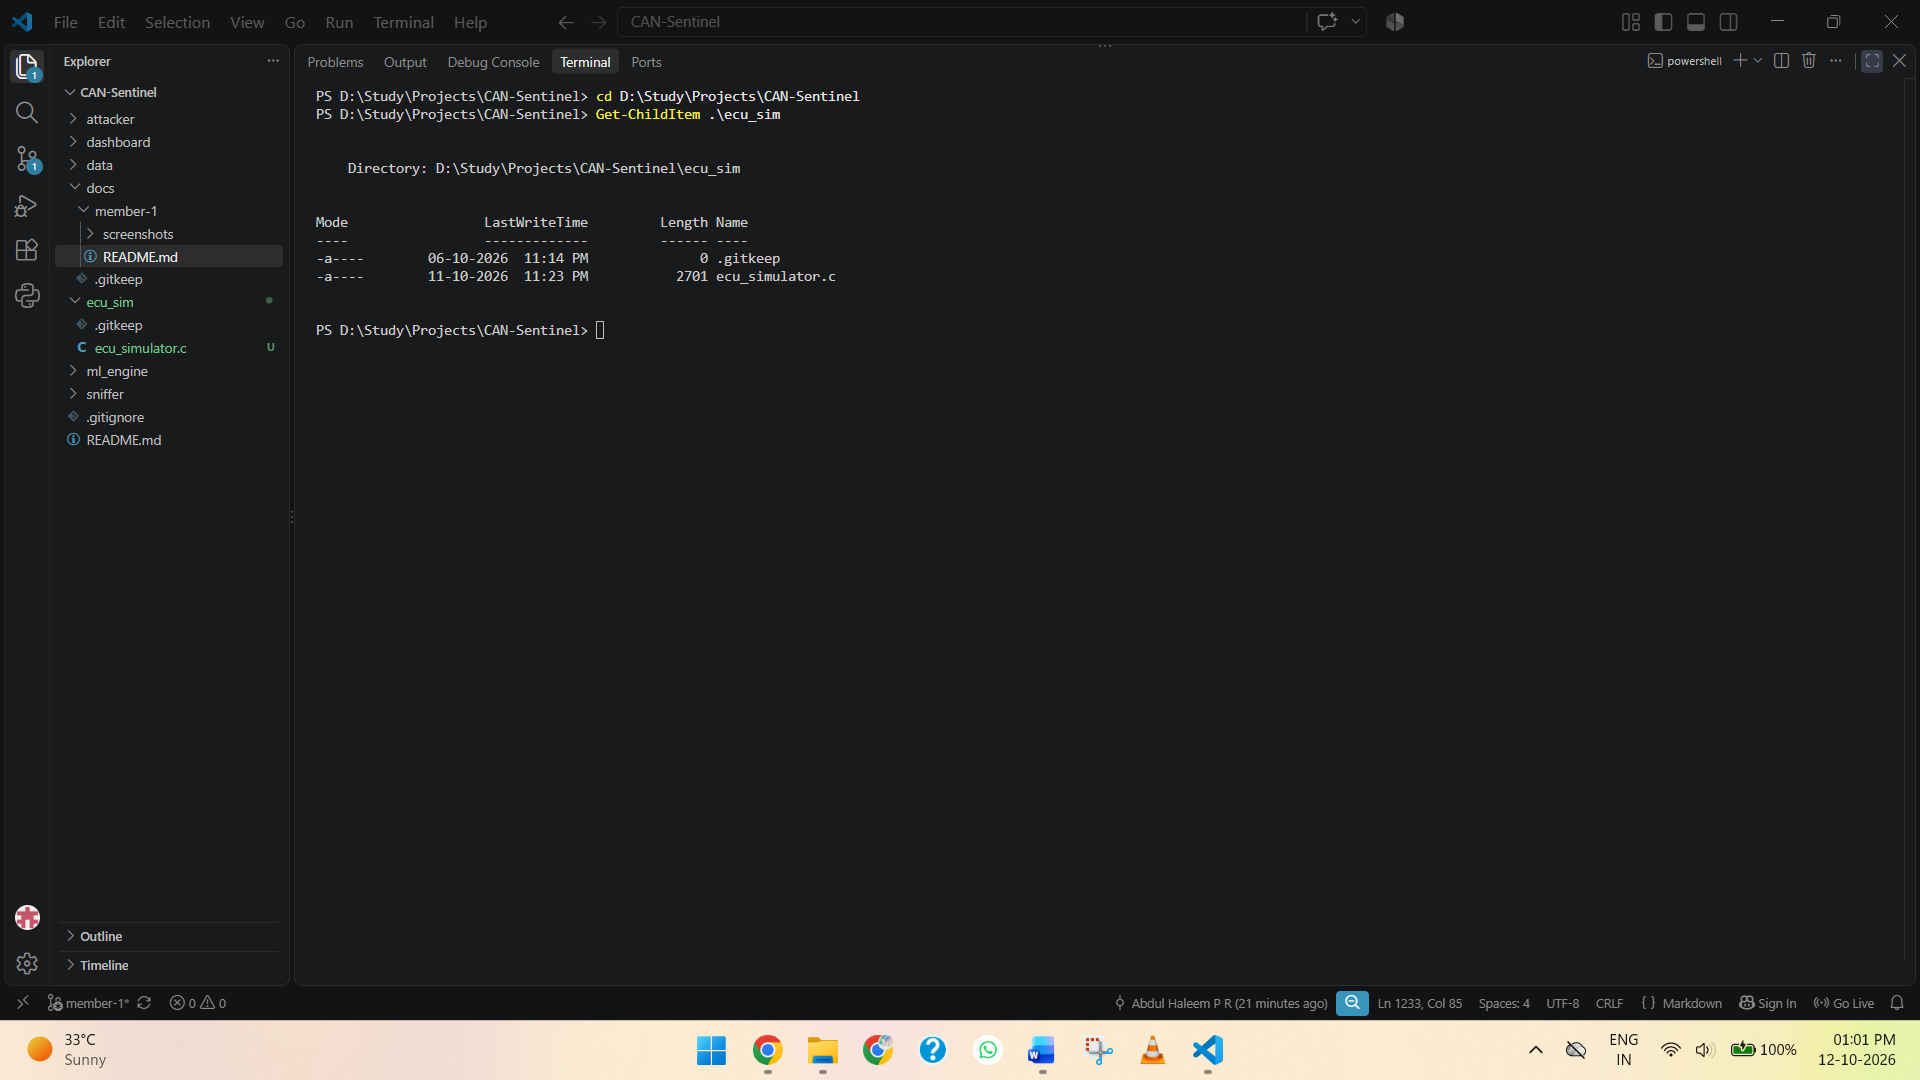 File Edit Selection View Go Run Terminal Help
CAN-Sentinel
Explorer
CAN-Sentinel
attacker
dashboard
data
docs
member-1
screenshots
README.md
.gitkeep
ecu_sim
.gitkeep
C ecu_simulator.c U
ml_engine
sniffer
.gitignore
README.md
Outline
Timeline
1
1
Problems Output Debug Console Terminal Ports
powershell
PS D:\Study\Projects\CAN-Sentinel> cd D:\Study\Projects\CAN-Sentinel
PS D:\Study\Projects\CAN-Sentinel> Get-ChildItem .\ecu_sim
Directory: D:\Study\Projects\CAN-Sentinel\ecu_sim
Mode LastWriteTime Length Name
---- ------------- ------ ----
-a---- 06-10-2026 11:14 PM 0 .gitkeep
-a---- 11-10-2026 11:23 PM 2701 ecu_simulator.c
PS D:\Study\Projects\CAN-Sentinel>
member-1* 0 0 Abdul Haleem P R (21 minutes ago) Ln 1233, Col 85 Spaces: 4 UTF-8 CRLF { } Markdown Sign In Go Live
33°C
Sunny
W
ENG
IN
100%
01:01 PM
12-10-2026